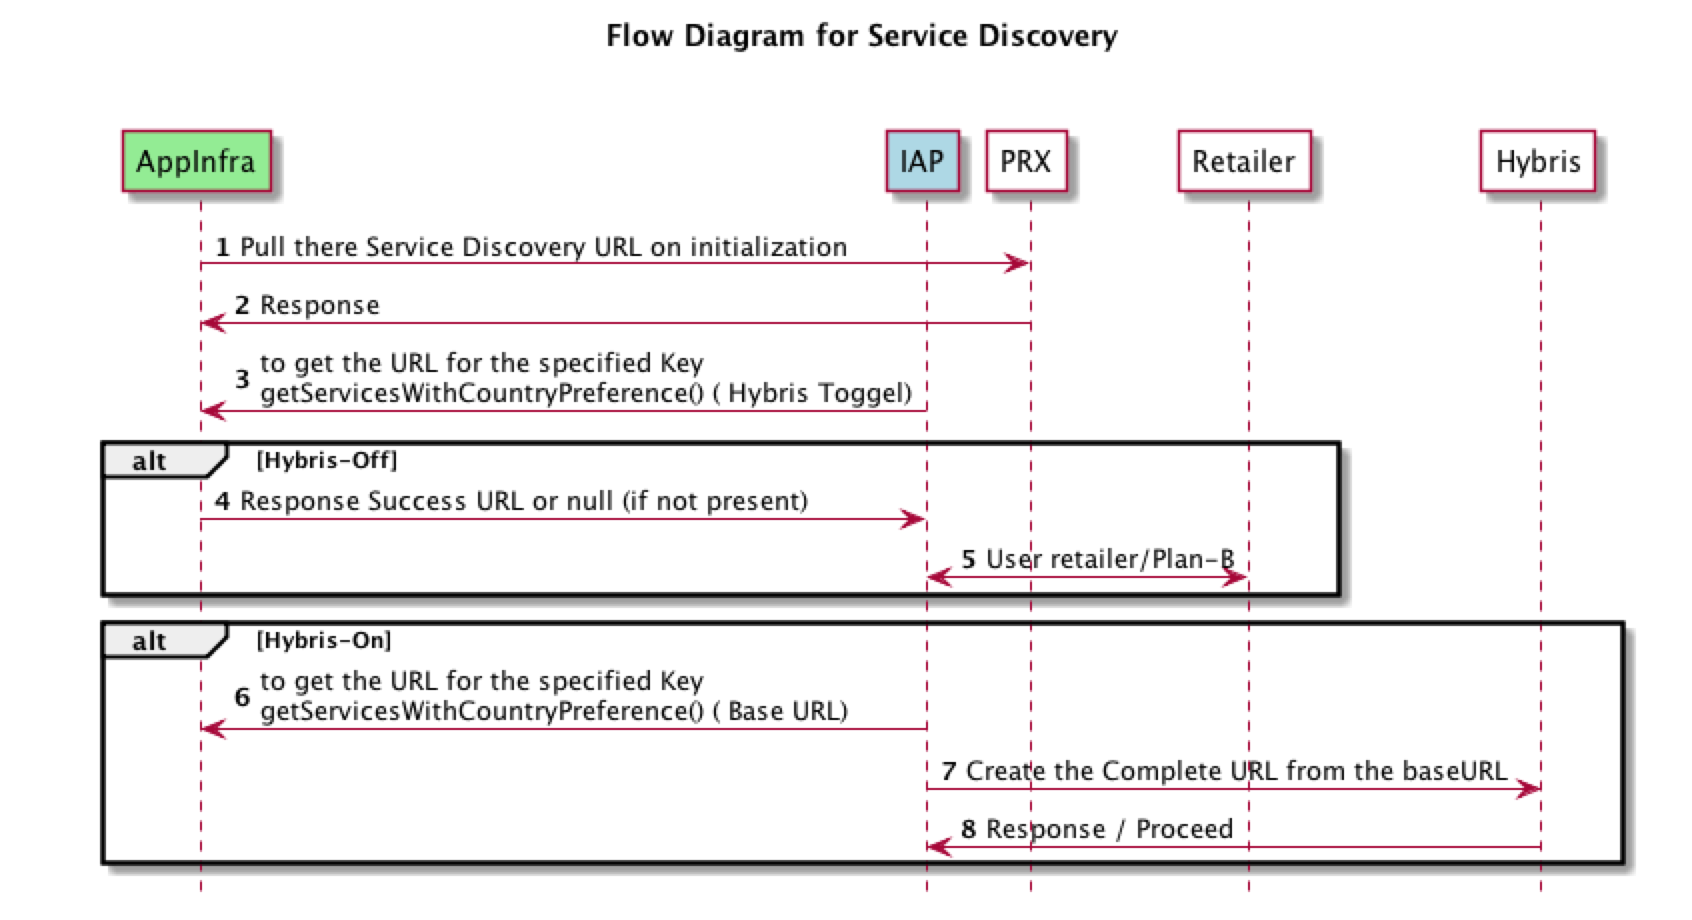 Flow Diagram for Service Discovery
AppInfra
IAP
PRX
Retailer
Hybris
1 Pull there Service Discovery URL on initialization
2 Response
3 to get the URL for the specified Key
getServicesWithCountryPreference() ( Hybris Toggel)
alt [Hybris-Off]
4 Response Success URL or null (if not present)
5 User retailer/Plan-B
alt [Hybris-On]
6 to get the URL for the specified Key
getServicesWithCountryPreference() ( Base URL)
7 Create the Complete URL from the baseURL
8 Response / Proceed